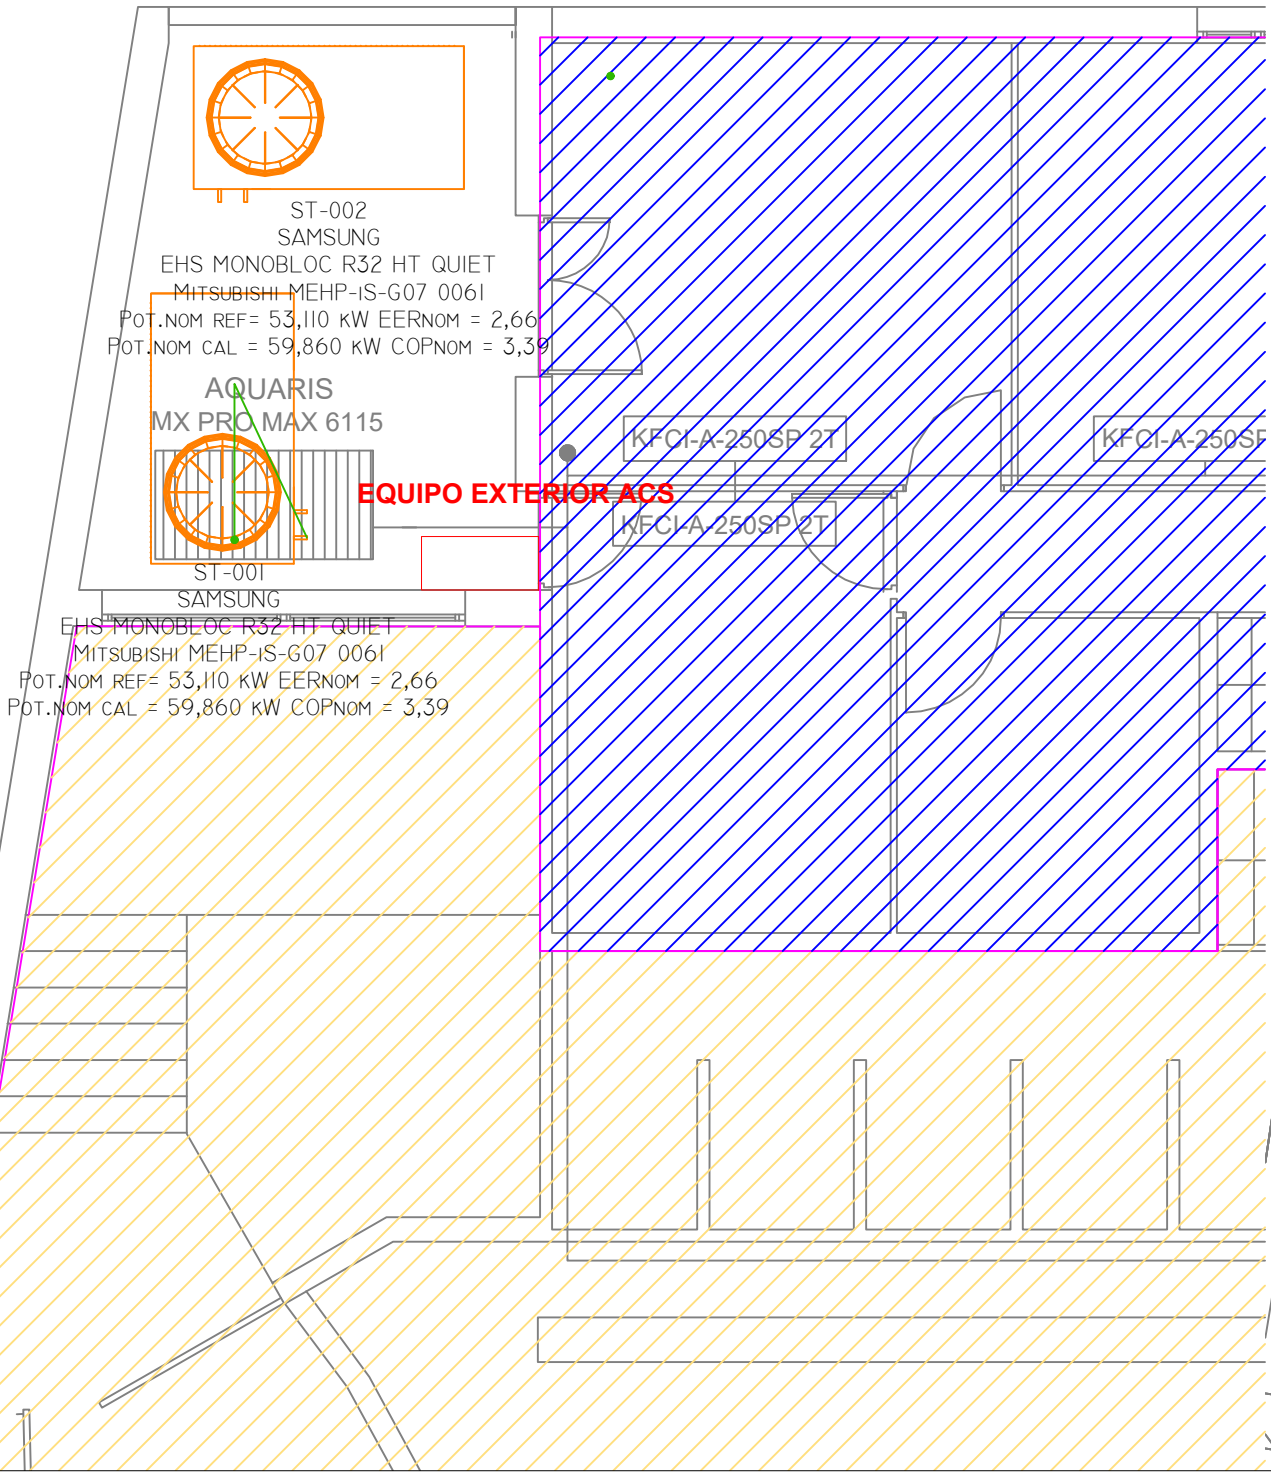 ST-002
SAMSUNG
EHS MONOBLOC R32 HT QUIET
MITSUBISHI MEHP-iS-G07 0061
POT.NOM REF= 53,110 KW EERNOM = 2,66
POT.NOM CAL = 59,860 KW COPNOM = 3,39
AQUARIS
MX PRO MAX 6115
KFCI-A-250SP 2T
KFCI-A-250SP
EQUIPO EXTERIOR ACS
KFCI-A-250SP 2T
ST-001
SAMSUNG
EHS MONOBLOC R32 HT QUIET
MITSUBISHI MEHP-iS-G07 0061
POT.NOM REF= 53,110 KW EERNOM = 2,66
POT.NOM CAL = 59,860 KW COPNOM = 3,39